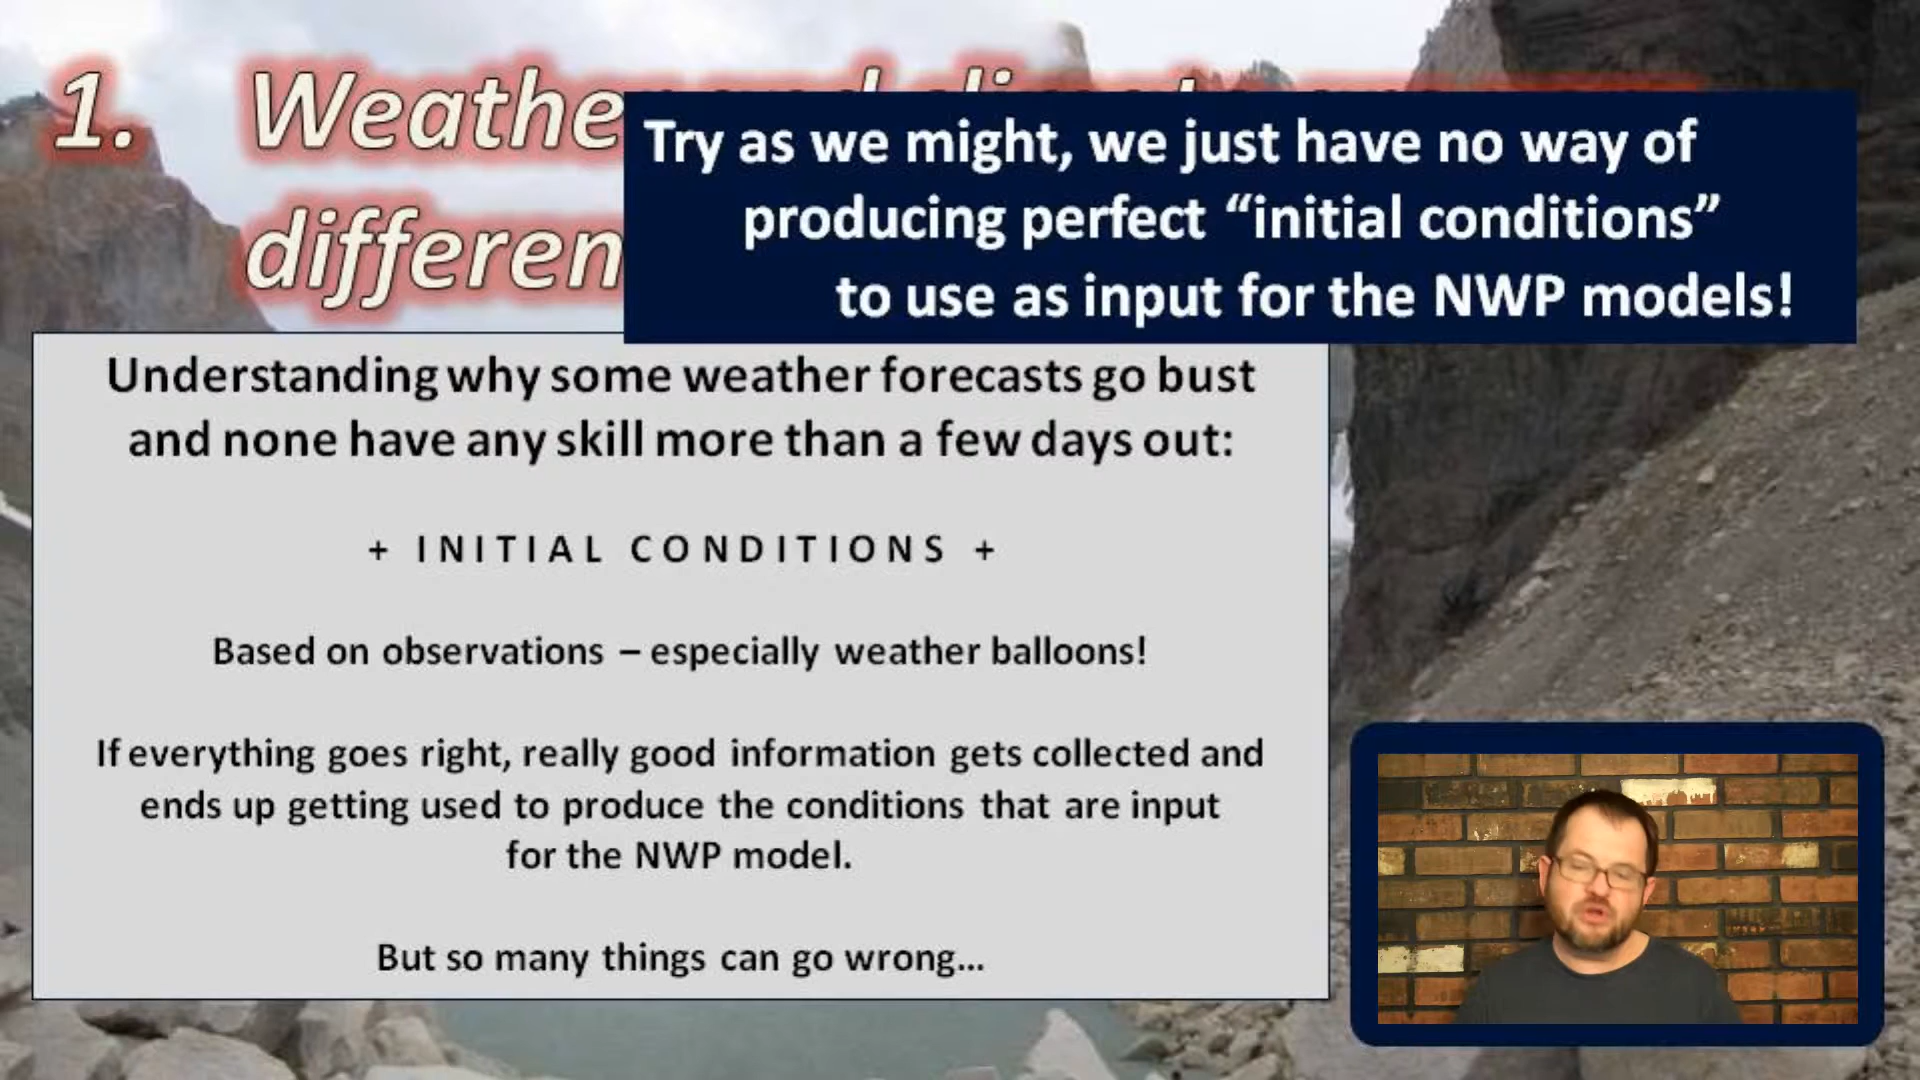 1. Weathe
differen
Try as we might, we just have no way of
producing perfect “initial conditions”
to use as input for the NWP models!
Understanding why some weather forecasts go bust
and none have any skill more than a few days out:
+ INITIAL CONDITIONS +
Based on observations – especially weather balloons!
If everything goes right, really good information gets collected and
ends up getting used to produce the conditions that are input
for the NWP model.
But so many things can go wrong...